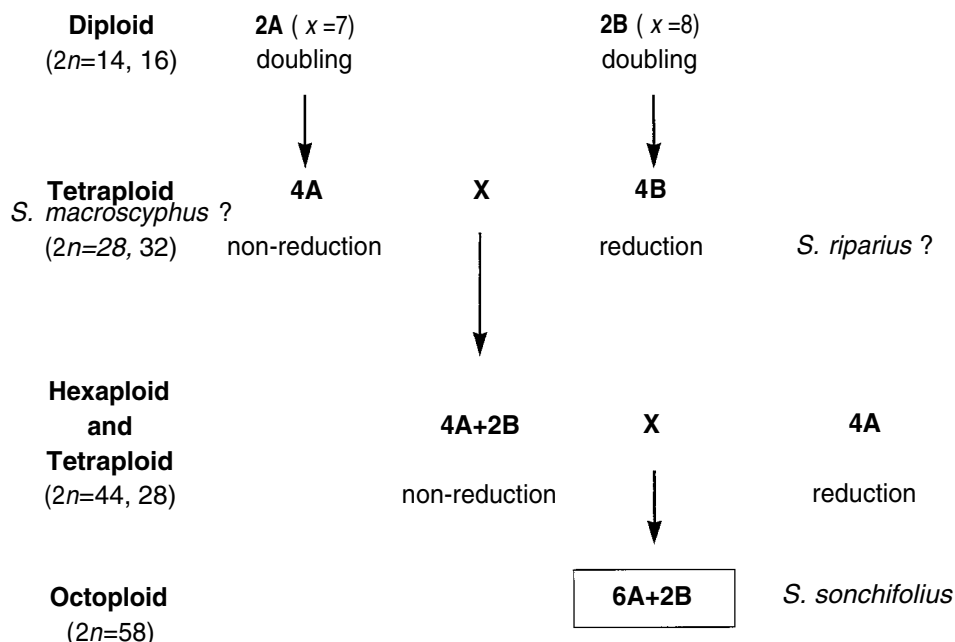 Diploid 2A ( x =7) 2B ( x =8)
(2n=14, 16) doubling doubling
Tetraploid 4A X 4B
S. macroscyphus ?
(2n=28, 32) non-reduction reduction S. riparius ?
Hexaploid
and 4A+2B X 4A
Tetraploid
(2n=44, 28) non-reduction reduction
Octoploid 6A+2B S. sonchifolius
(2n=58)